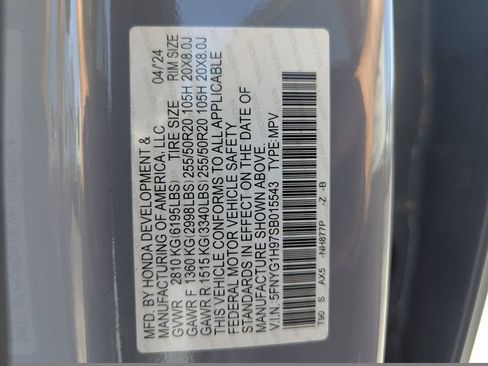 MFD. BY HONDA DEVELOPMENT &
MANUFACTURING OF AMERICA, LLC 04/'24
GVWR 2810 KG(6195LBS) TIRE SIZE RIM SIZE
GAWR F 1360 KG(2998LBS) 255/50R20 105H 20X8.0J
GAWR R 1515 KG(3340LBS) 255/50R20 105H 20X8.0J
THIS VEHICLE CONFORMS TO ALL APPLICABLE
FEDERAL MOTOR VEHICLE SAFETY
STANDARDS IN EFFECT ON THE DATE OF
MANUFACTURE SHOWN ABOVE.
V.I.N.:5FNYG1H97SB015543 TYPE:MPV
T90 S AX5 -NH877P -Z -B